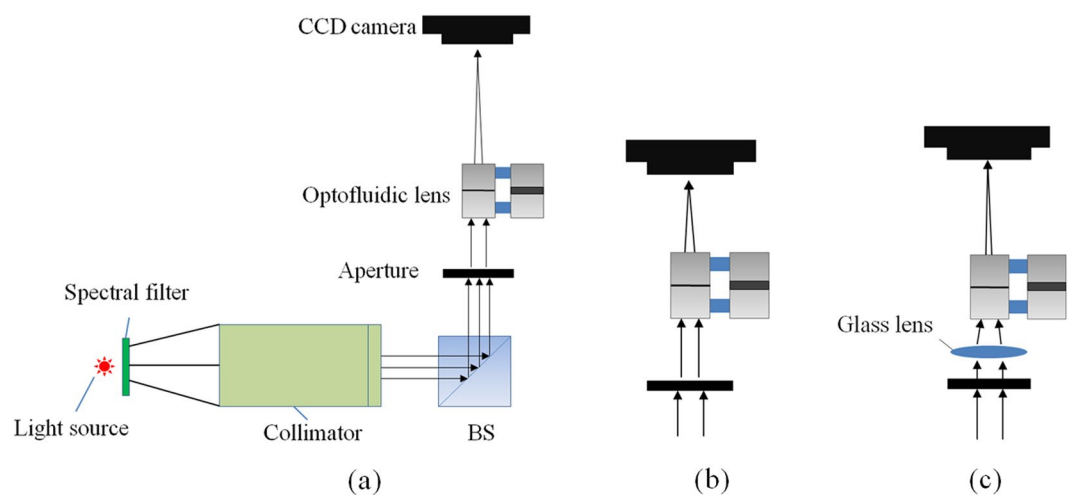 CCD camera
Optofluidic lens
Aperture
Spectral filter
Glass lens
Light source
Collimator
BS
(a)
(b)
(c)